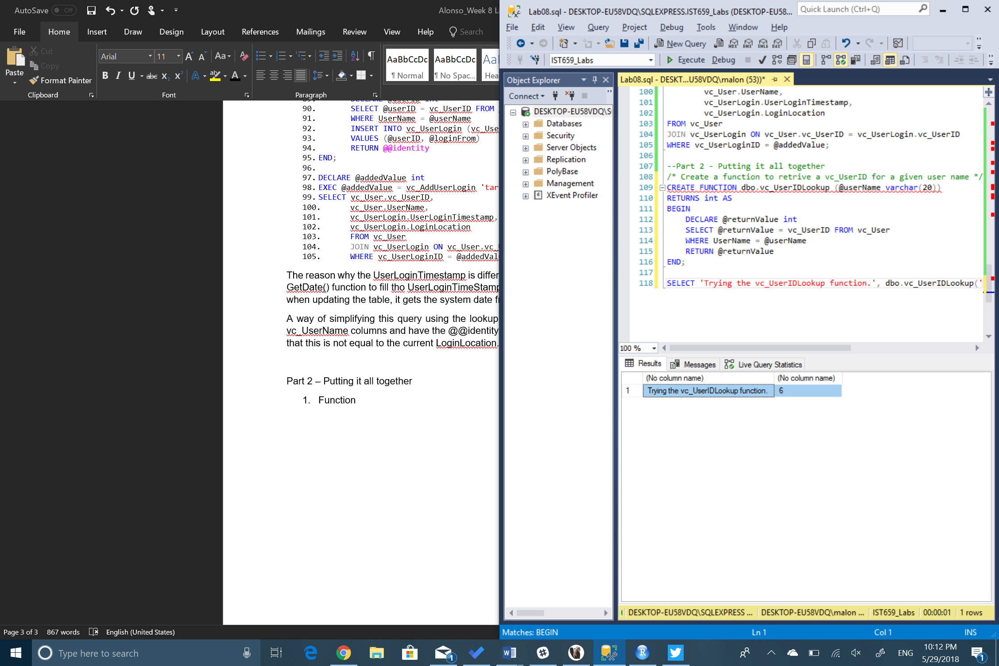 AutoSave Off
Alonso_Week 8 La
File Home Insert Draw Design Layout References Mailings Review View Help Search
Paste
Cut
Copy
Format Painter
Clipboard
Arial 11
Aa
Font
Paragraph
AaBbCcDc
¶ Normal
AaBbCcDc
¶ No Spac...
Hea
90. SELECT @userID = vc_UserID FROM
91. WHERE UserName = @userName
92. INSERT INTO vc_UserLogin (vc_Use
93. VALUES (@userID, @loginFrom)
94. RETURN @@identity
95. END;
96.
97. DECLARE @addedValue int
98. EXEC @addedValue = vc_AddUserLogin 'tar
99. SELECT vc_User.vc_UserID,
100. vc_User.UserName,
101. vc_UserLogin.UserLoginTimestamp,
102. vc_UserLogin.LoginLocation
103. FROM vc_User
104. JOIN vc_UserLogin ON vc_User.vc_
105. WHERE vc_UserLoginID = @addedVal
The reason why the UserLoginTimestamp is differ
GetDate() function to fill tho UserLoginTimeStamp
when updating the table, it gets the system date f
A way of simplifying this query using the lookup
vc_UserName columns and have the @@identity
that this is not equal to the current LoginLocation.
Part 2 – Putting it all together
1. Function
Page 3 of 3 867 words English (United States)
Lab08.sql - DESKTOP-EU58VDQ\SQLEXPRESS.IST659_Labs (DESKTOP-EU58...
Quick Launch (Ctrl+Q)
File Edit View Query Project Debug Tools Window Help
New Query
MDX DMX XMLA DAX
IST659_Labs
Execute Debug
Object Explorer
Connect
DESKTOP-EU58VDQ\S
Databases
Security
Server Objects
Replication
PolyBase
Management
XEvent Profiler
Lab08.sql - DESKT...U58VDQ\malon (53))*
100 vc_User.UserName,
101 vc_UserLogin.UserLoginTimestamp,
102 vc_UserLogin.LoginLocation
103 FROM vc_User
104 JOIN vc_UserLogin ON vc_User.vc_UserID = vc_UserLogin.vc_UserID
105 WHERE vc_UserLoginID = @addedValue;
106
107 --Part 2 - Putting it all together
108 /* Create a function to retrive a vc_UserID for a given user name */
109 CREATE FUNCTION dbo.vc_UserIDLookup (@userName varchar(20))
110 RETURNS int AS
111 BEGIN
112 DECLARE @returnValue int
113 SELECT @returnValue = vc_UserID FROM vc_User
114 WHERE UserName = @userName
115 RETURN @returnValue
116 END;
117
118 SELECT 'Trying the vc_UserIDLookup function.', dbo.vc_UserIDLookup('
100 %
Results Messages Live Query Statistics
(No column name) (No column name)
1 Trying the vc_UserIDLookup function. 6
DESKTOP-EU58VDQ\SQLEXPRESS ... DESKTOP-EU58VDQ\malon ... IST659_Labs 00:00:01 1 rows
Matches: BEGIN Ln 1 Col 1 INS
Type here to search
1
ENG
10:12 PM
5/29/2018
1